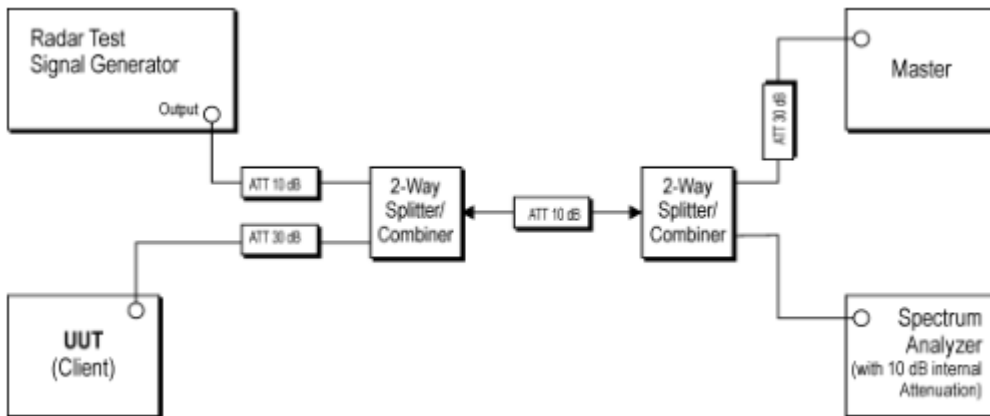 Radar Test
Signal Generator
Output
Master
ATT 30 dB
ATT 10 dB
2-Way
Splitter/
Combiner
ATT 10 dB
2-Way
Splitter/
Combiner
ATT 30 dB
UUT
(Client)
Spectrum
Analyzer
(with 10 dB internal
Attenuation)